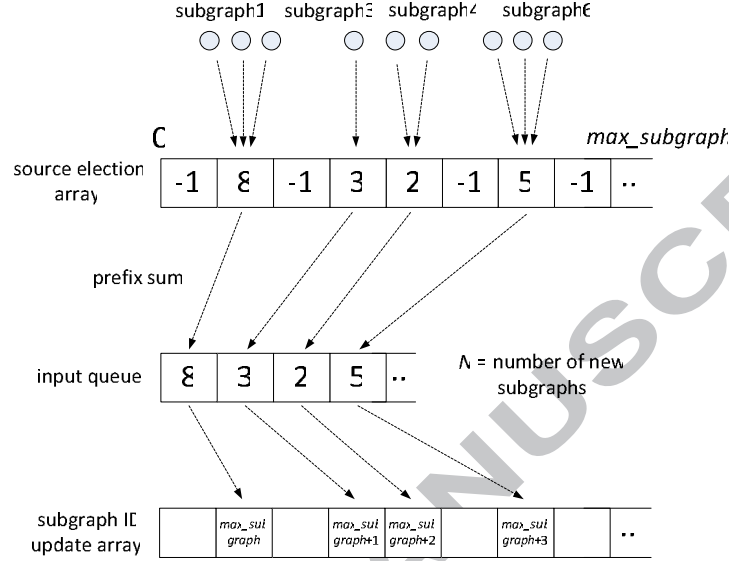 subgraph1 subgraph3 subgraph4 subgraph6
0 max_subgraph
source election
array
-1 8 -1 3 2 -1 5 -1 ..
prefix sum
input queue
8 3 2 5 ..
N = number of new
subgraphs
subgraph ID
update array
max_sub
graph
max_sub
graph+1
max_sub
graph+2
max_sub
graph+3
..